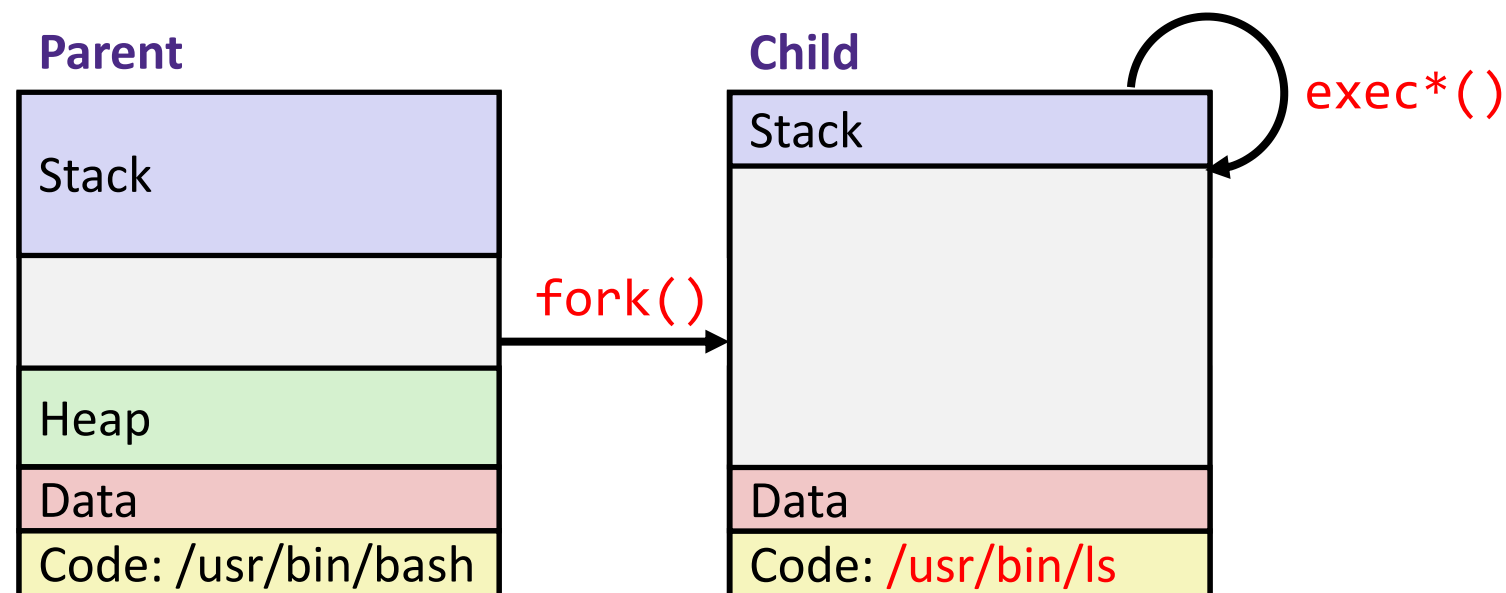 Parent
Stack
Heap
Data
Code: /usr/bin/bash
fork()
Child
exec*()
Stack
Data
Code: /usr/bin/ls